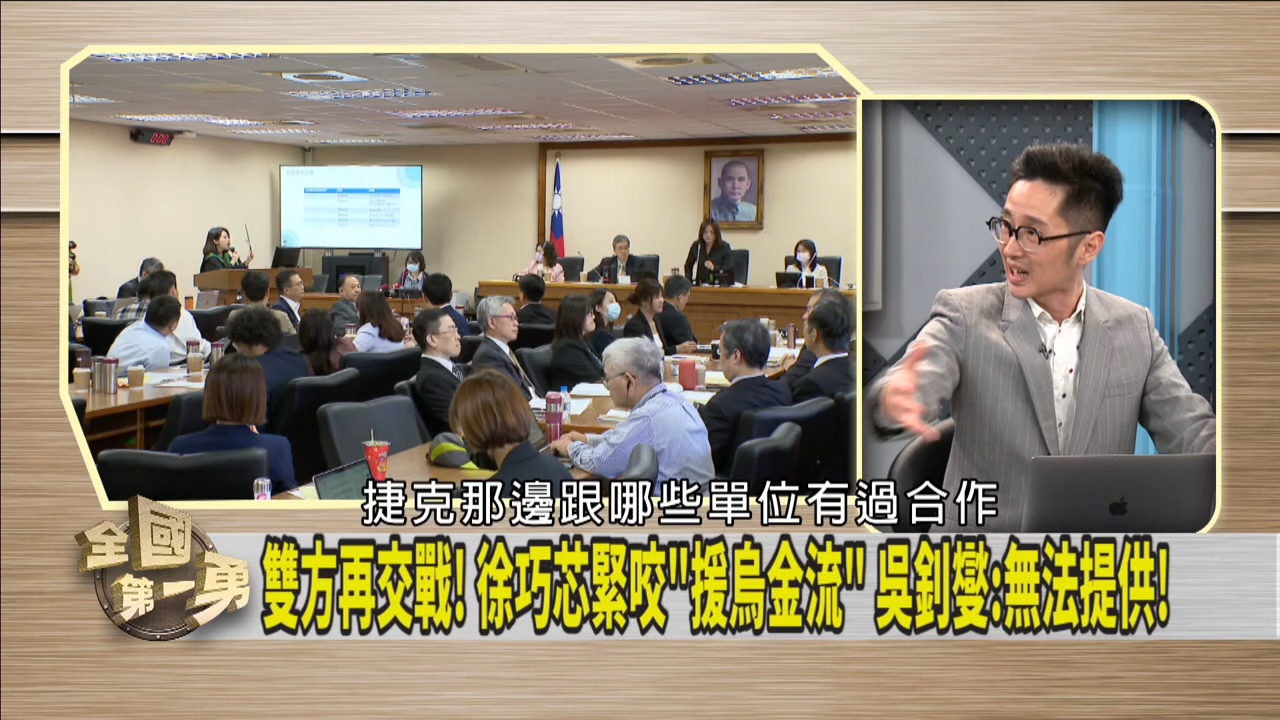 捷克那邊跟哪些單位有過合作
全國
第一勇
雙方再交戰! 徐巧芯緊咬"援烏金流" 吳釗燮:無法提供!